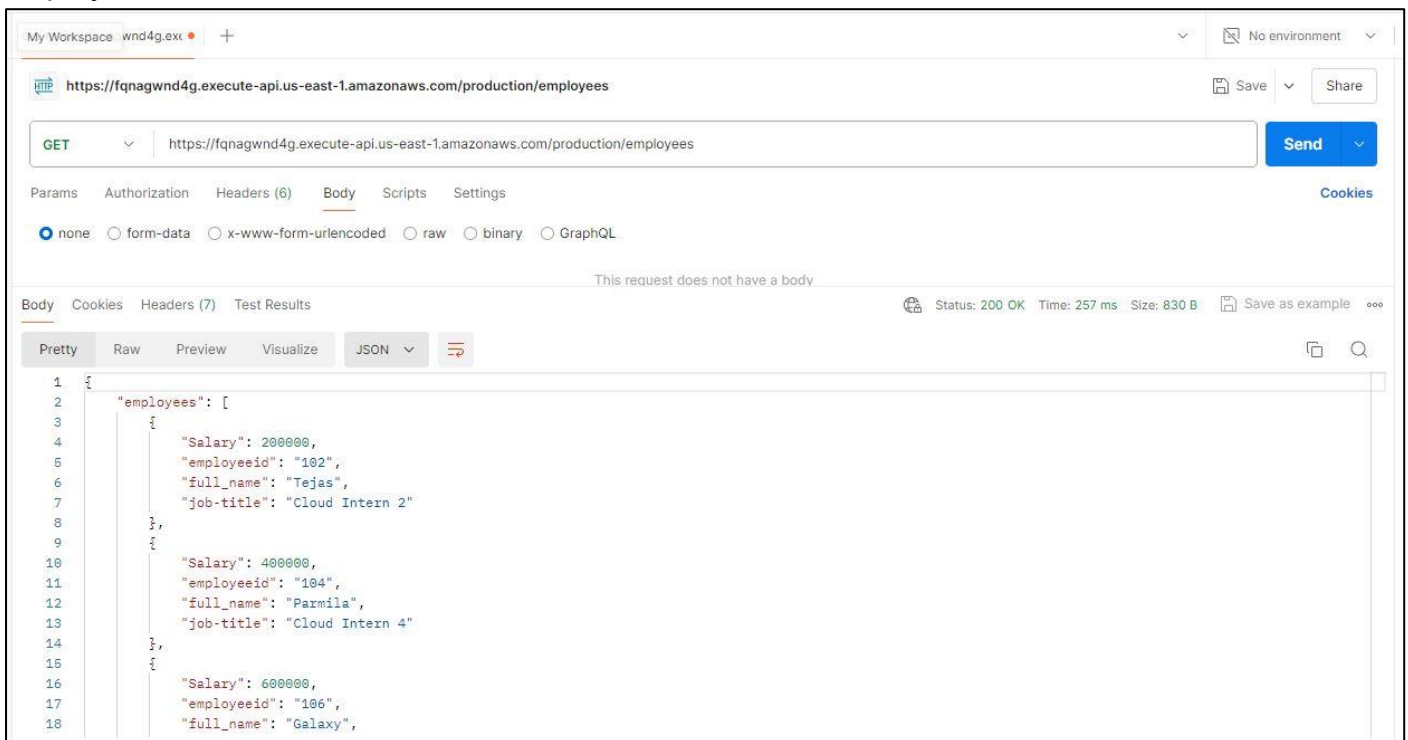 My Workspace wnd4g.exe +
No environment
HTTP https://fqnagwnd4g.execute-api.us-east-1.amazonaws.com/production/employees
Save Share
GET https://fqnagwnd4g.execute-api.us-east-1.amazonaws.com/production/employees Send
Params Authorization Headers (6) Body Scripts Settings Cookies
none form-data x-www-form-urlencoded raw binary GraphQL
This request does not have a body
Body Cookies Headers (7) Test Results Status: 200 OK Time: 257 ms Size: 830 B Save as example
Pretty Raw Preview Visualize JSON
1 {
2 "employees": [
3 {
4 "Salary": 200000,
5 "employeeid": "102",
6 "full_name": "Tejas",
7 "job-title": "Cloud Intern 2"
8 },
9 {
10 "Salary": 400000,
11 "employeeid": "104",
12 "full_name": "Parmila",
13 "job-title": "Cloud Intern 4"
14 },
15 {
16 "Salary": 600000,
17 "employeeid": "106",
18 "full_name": "Galaxy",